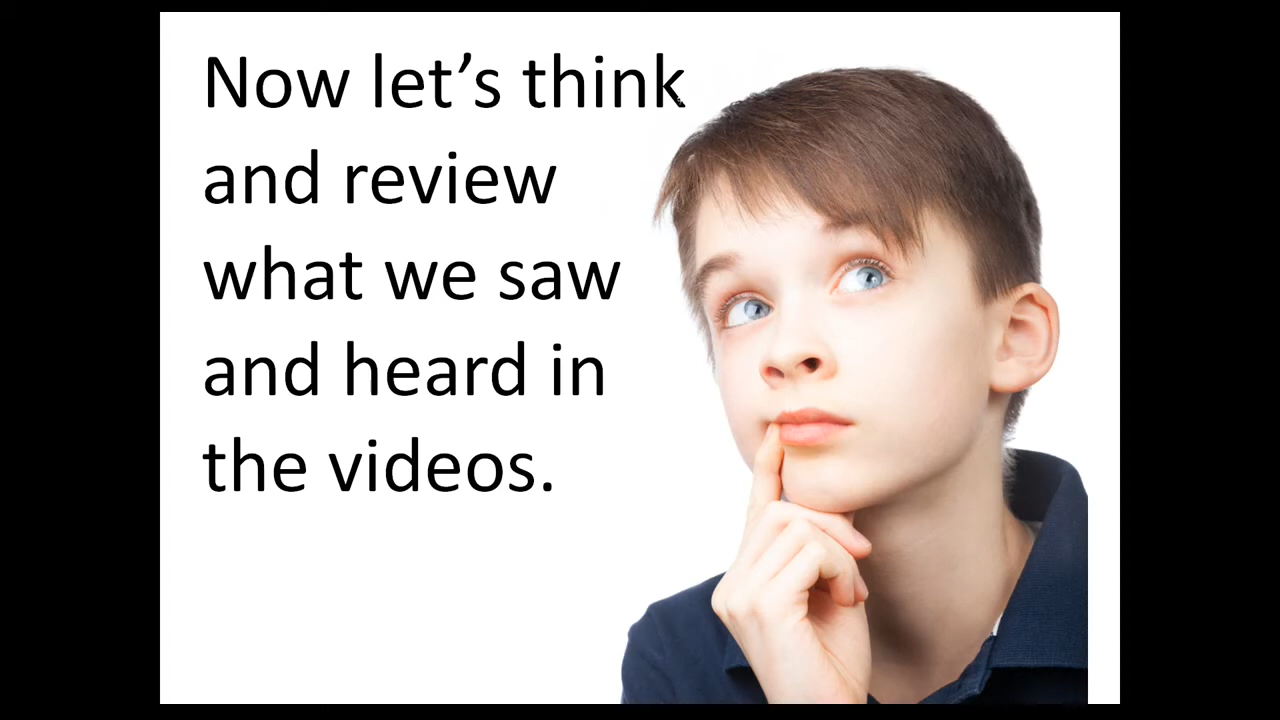 Now let’s think
and review
what we saw
and heard in
the videos.